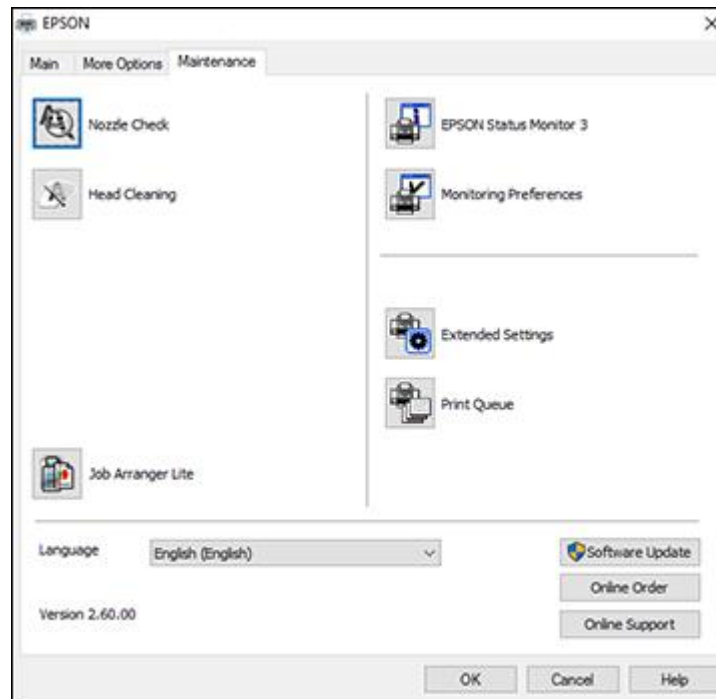 EPSON
Main More Options Maintenance
Nozzle Check
Head Cleaning
Job Arranger Lite
EPSON Status Monitor 3
Monitoring Preferences
Extended Settings
Print Queue
Language English (English)
Version 2.60.00
Software Update
Online Order
Online Support
OK Cancel Help